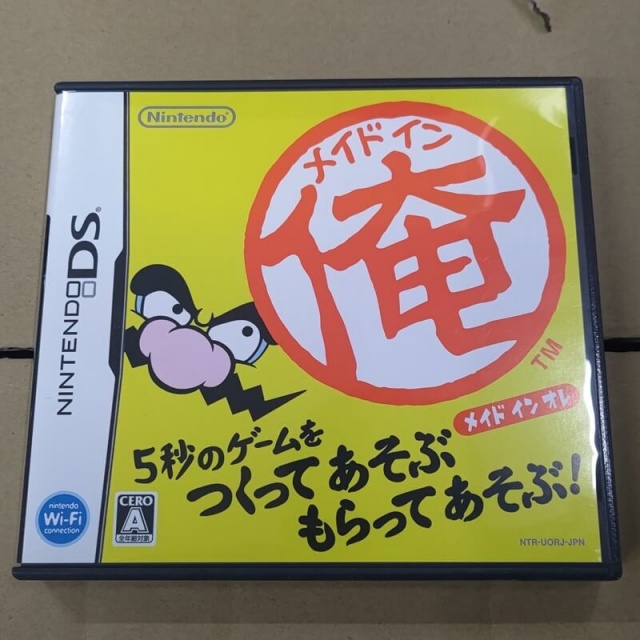 Nintendo
メイド イン
俺
TM
メイド イン オレ
NINTENDO DS
TM
5秒のゲームを
つくって あそぶ
もらって あそぶ!
nintendo
Wi-Fi
connection
CERO
A
全年齢対象
NTR-UORJ-JPN